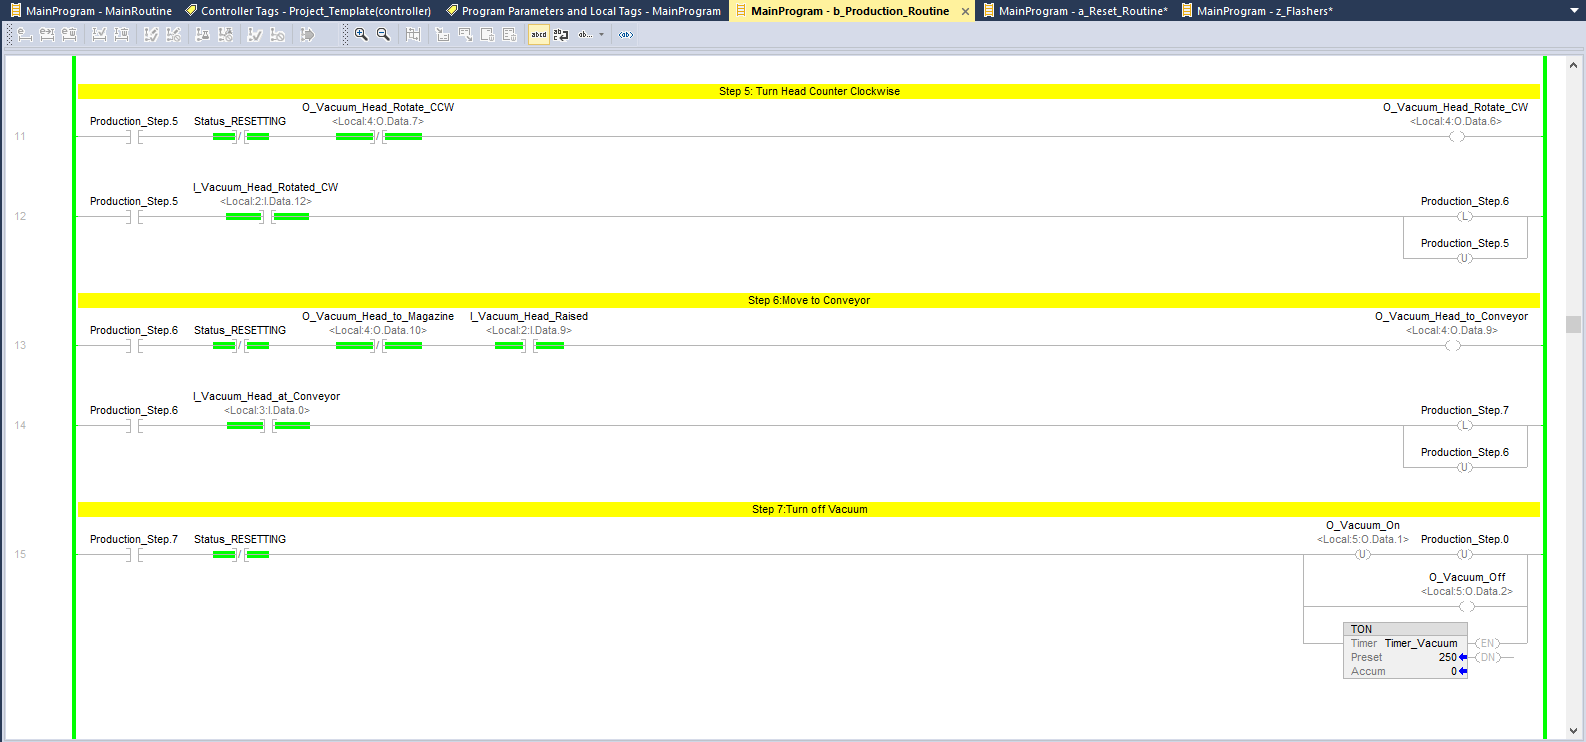 MainProgram - MainRoutine
Controller Tags - Project_Template(controller)
Program Parameters and Local Tags - MainProgram
MainProgram - b_Production_Routine
MainProgram - a_Reset_Routine*
MainProgram - z_Flashers*
abcd
ab...
Step 5: Turn Head Counter Clockwise
O_Vacuum_Head_Rotate_CCW
O_Vacuum_Head_Rotate_CW
Production_Step.5 Status_RESETTING <Local:4:O.Data.7> <Local:4:O.Data.6>
11
I_Vacuum_Head_Rotated_CW
Production_Step.5 <Local:2:I.Data.12> Production_Step.6
12 L
Production_Step.5
U
Step 6:Move to Conveyor
O_Vacuum_Head_to_Magazine I_Vacuum_Head_Raised O_Vacuum_Head_to_Conveyor
Production_Step.6 Status_RESETTING <Local:4:O.Data.10> <Local:2:I.Data.9> <Local:4:O.Data.9>
13
I_Vacuum_Head_at_Conveyor
Production_Step.6 <Local:3:I.Data.0> Production_Step.7
14 L
Production_Step.6
U
Step 7:Turn off Vacuum
O_Vacuum_On
Production_Step.7 Status_RESETTING <Local:5:O.Data.1> Production_Step.0
15 U U
O_Vacuum_Off
<Local:5:O.Data.2>
TON
Timer Timer_Vacuum EN
Preset 250 DN
Accum 0